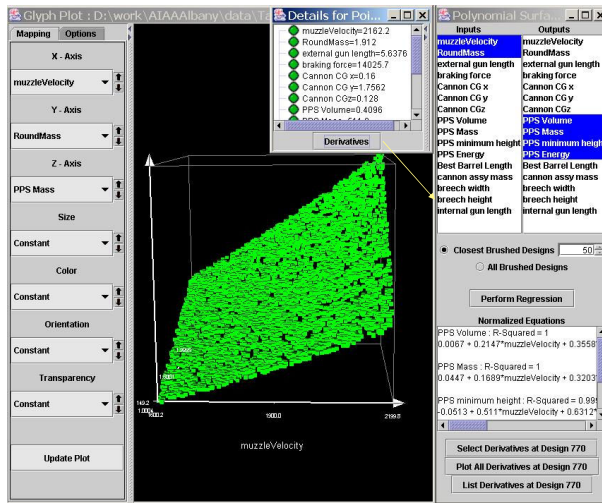 Glyph Plot : D:\work\AIAAAlbany\data\T.
Mapping
Options
X - Axis
muzzleVelocity
Y - Axis
RoundMass
Z - Axis
PPS Mass
Size
Constant
Color
Constant
Orientation
Constant
Transparency
Constant
Update Plot
1900.0
2199.0
muzzleVelocity
Details for Poi...
muzzleVelocity=2162.2
RoundMass=1.912
external gun length=5.6376
braking force=14025.7
Cannon CG x=0.16
Cannon CG y=1.7562
Cannon CGz=0.128
PPS Volume=0.4096
Derivatives
Polynomial Surfa...
Inputs
muzzleVelocity
RoundMass
external gun length
braking force
Cannon CG x
Cannon CG y
Cannon CGz
PPS Volume
PPS Mass
PPS minimum height
PPS Energy
Best Barrel Length
cannon assy mass
breech width
breech height
internal gun length
Outputs
muzzleVelocity
RoundMass
external gun length
braking force
Cannon CG x
Cannon CG y
Cannon CGz
PPS Volume
PPS Mass
PPS minimum height
PPS Energy
Best Barrel Length
cannon assy mass
breech width
breech height
internal gun length
Closest Brushed Designs 50
All Brushed Designs
Perform Regression
Normalized Equations
PPS Volume : R-Squared = 1
0.0067 + 0.2147*muzzleVelocity + 0.3558
PPS Mass : R-Squared = 1
0.0447 + 0.1689*muzzleVelocity + 0.3203
PPS minimum height : R-Squared = 0.99
-0.0513 + 0.511*muzzleVelocity + 0.6312*
Select Derivatives at Design 770
Plot All Derivatives at Design 770
List Derivatives at Design 770